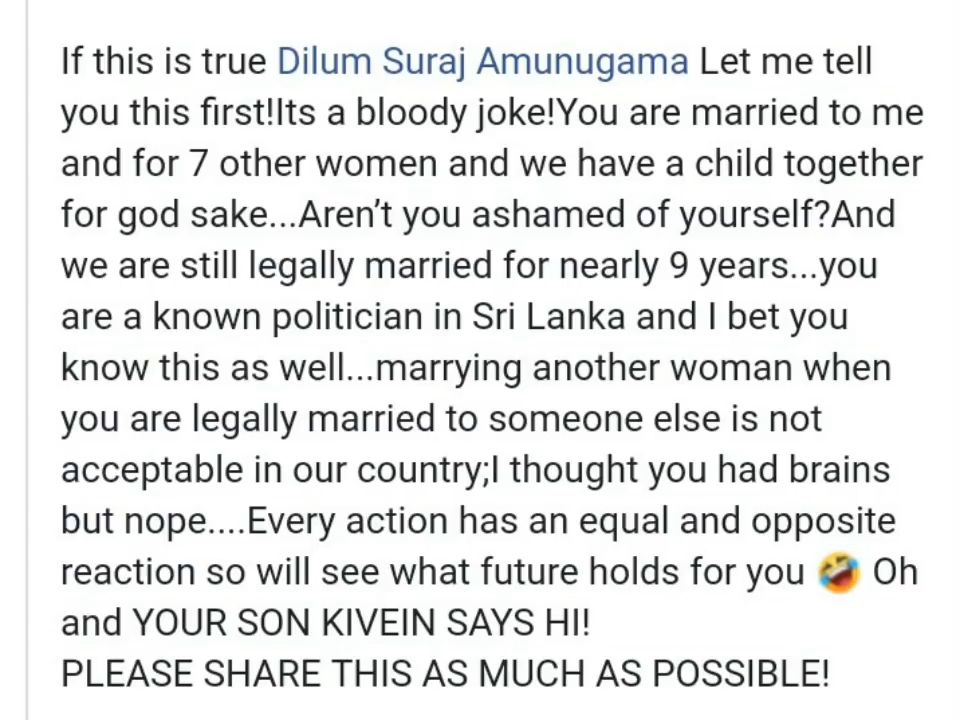 If this is true Dilum Suraj Amunugama Let me tell
you this first!Its a bloody joke!You are married to me
and for 7 other women and we have a child together
for god sake...Aren’t you ashamed of yourself?And
we are still legally married for nearly 9 years...you
are a known politician in Sri Lanka and I bet you
know this as well...marrying another woman when
you are legally married to someone else is not
acceptable in our country;I thought you had brains
but nope....Every action has an equal and opposite
reaction so will see what future holds for you 🤣 Oh
and YOUR SON KIVEIN SAYS HI!
PLEASE SHARE THIS AS MUCH AS POSSIBLE!